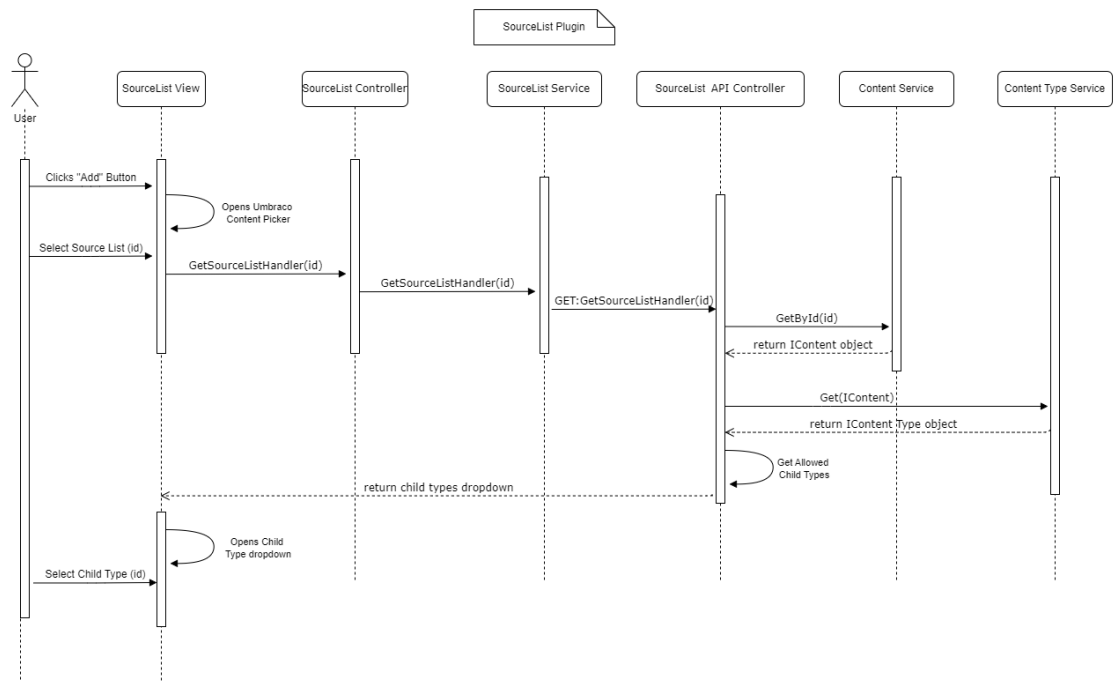 SourceList Plugin
SourceList View
SourceList Controller
SourceList Service
SourceList API Controller
Content Service
Content Type Service
User
Clicks "Add" Button
Opens Umbraco
Content Picker
Select Source List (id)
GetSourceListHandler(id)
GetSourceListHandler(id)
GET:GetSourceListHandler(id)
GetById(id)
return IContent object
Get(IContent)
return IContent Type object
Get Allowed
Child Types
return child types dropdown
Opens Child
Type dropdown
Select Child Type (id)